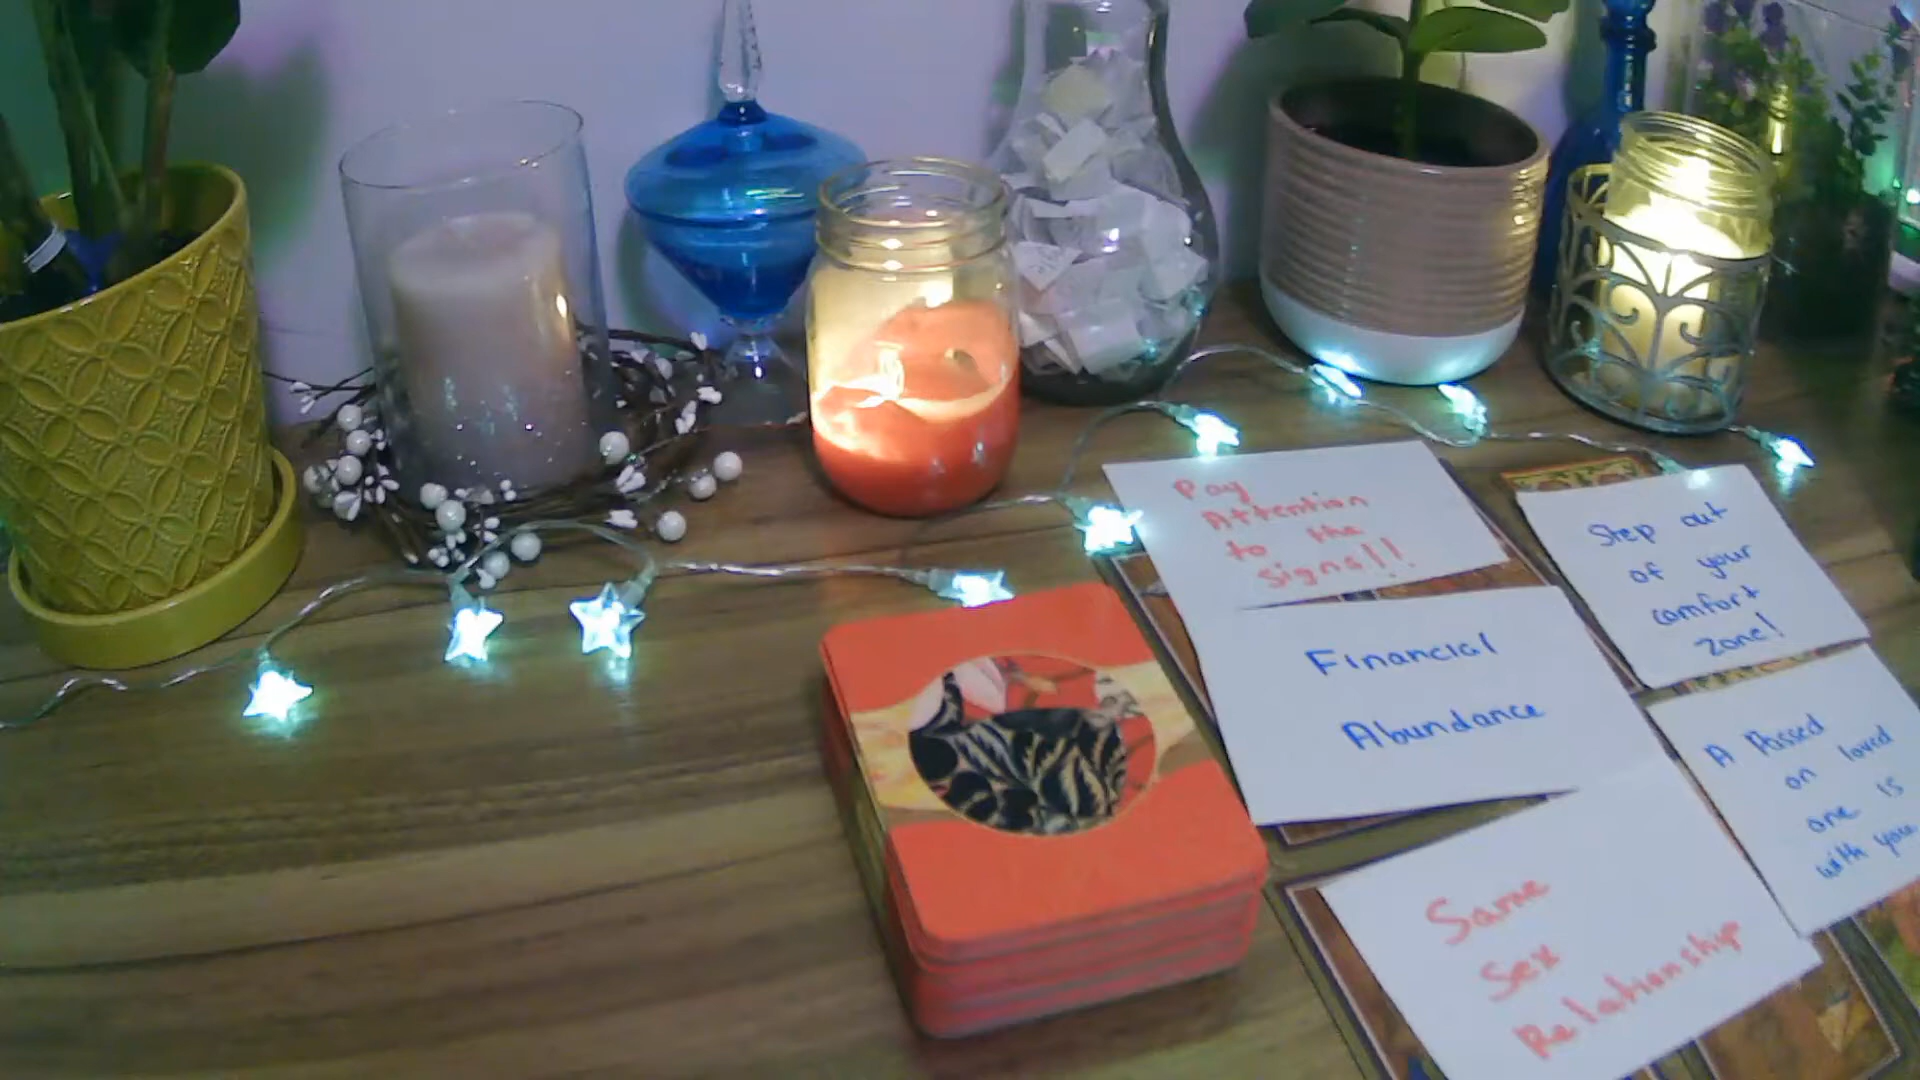 Pay
Attention
to the
Signs!!
Step out
of your
comfort
Zone!
Financial
Abundance
A Passed
on loved
one is
with you
Same
Sex
Relationship